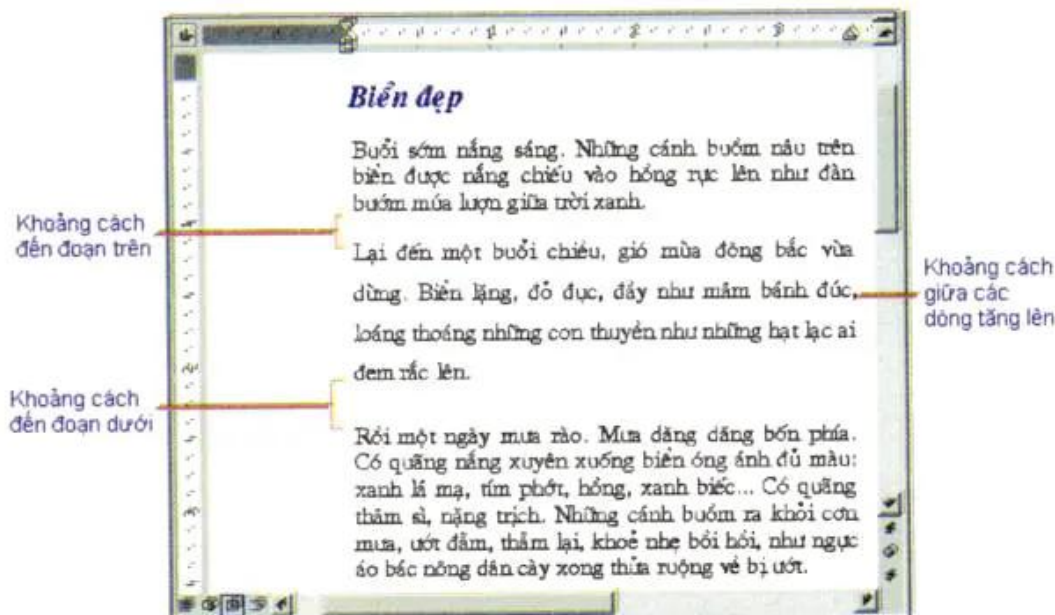 Biển đẹp
Buổi sớm nắng sáng. Những cánh buồm nâu trên
biển được nắng chiếu vào hồng rực lên như đàn
bướm múa lượn giữa trời xanh.
Khoảng cách
đến đoạn trên
Lại đến một buổi chiều, gió mùa đông bắc vừa
dừng. Biển lặng, đỏ đục, đầy như mâm bánh đúc,
loáng thoáng những con thuyền như những hạt lạc ai
đem rắc lên.
Khoảng cách
giữa các
dòng tăng lên
Khoảng cách
đến đoạn dưới
Rồi một ngày mưa rào. Mưa dăng dăng bốn phía.
Có quãng nắng xuyên xuống biển óng ánh đủ màu:
xanh lá mạ, tím phớt, hồng, xanh biếc... Có quãng
thâm sì, nặng trịch. Những cánh buồm ra khỏi cơn
mưa, ướt đẫm, thẫm lại, khoẻ nhẹ bồi hồi, như ngực
áo bác nông dân cày xong thửa ruộng về bị ướt.